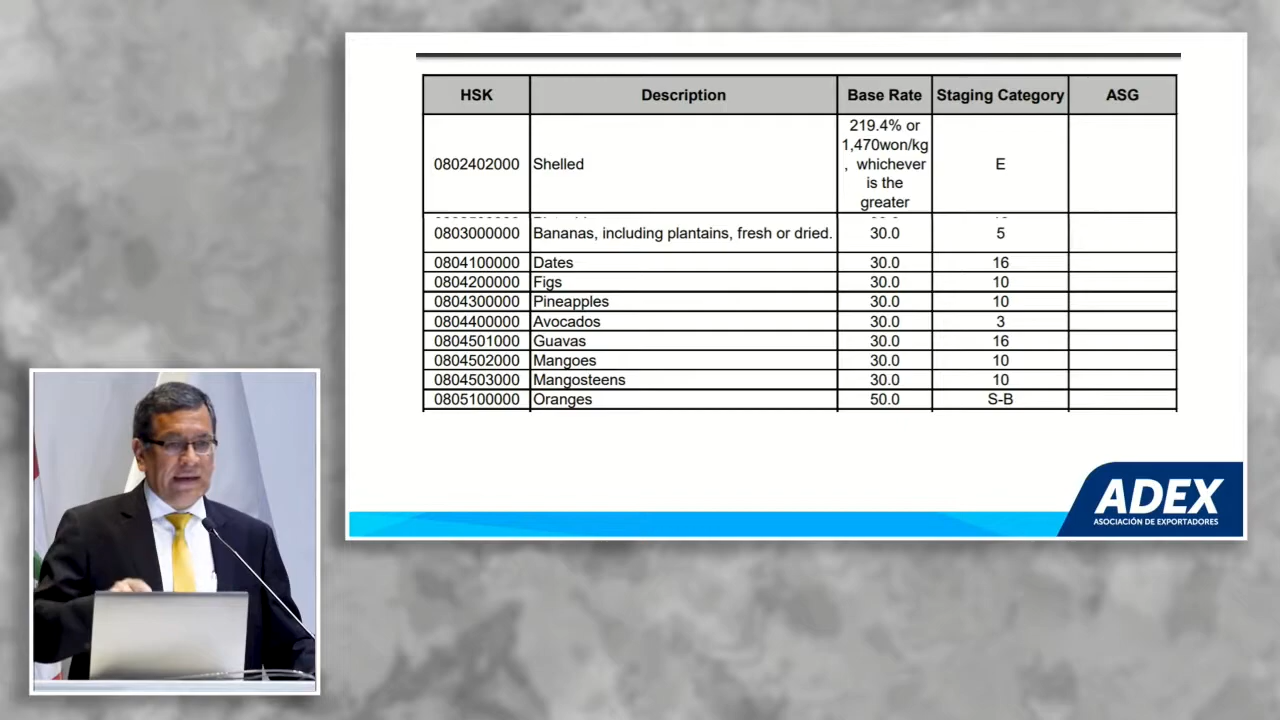 HSK Description Base Rate Staging Category ASG
219.4% or
1,470won/kg
0802402000 Shelled , whichever E
is the
greater
0803000000 Bananas, including plantains, fresh or dried. 30.0 5
0804100000 Dates 30.0 16
0804200000 Figs 30.0 10
0804300000 Pineapples 30.0 10
0804400000 Avocados 30.0 3
0804501000 Guavas 30.0 16
0804502000 Mangoes 30.0 10
0804503000 Mangosteens 30.0 10
0805100000 Oranges 50.0 S-B
ADEX
ASOCIACIÓN DE EXPORTADORES